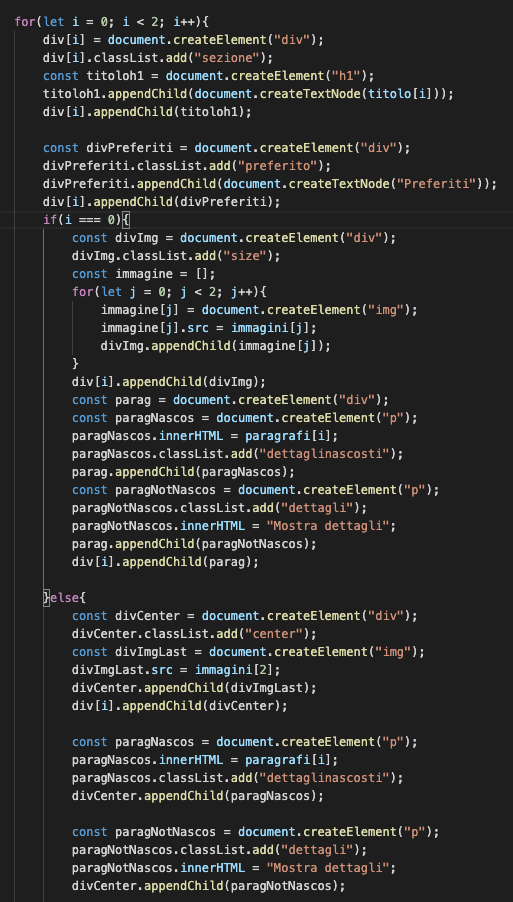 for(let i = 0; i < 2; i++){
    div[i] = document.createElement("div");
    div[i].classList.add("sezione");
    const titoloh1 = document.createElement("h1");
    titoloh1.appendChild(document.createTextNode(titolo[i]));
    div[i].appendChild(titoloh1);

    const divPreferiti = document.createElement("div");
    divPreferiti.classList.add("preferito");
    divPreferiti.appendChild(document.createTextNode("Preferiti"));
    div[i].appendChild(divPreferiti);
    if(i === 0){
        const divImg = document.createElement("div");
        divImg.classList.add("size");
        const immagine = [];
        for(let j = 0; j < 2; j++){
            immagine[j] = document.createElement("img");
            immagine[j].src = immagini[j];
            divImg.appendChild(immagine[j]);
        }
        div[i].appendChild(divImg);
        const parag = document.createElement("div");
        const paragNascos = document.createElement("p");
        paragNascos.innerHTML = paragrafi[i];
        paragNascos.classList.add("dettaglinascosti");
        parag.appendChild(paragNascos);
        const paragNotNascos = document.createElement("p");
        paragNotNascos.classList.add("dettagli");
        paragNotNascos.innerHTML = "Mostra dettagli";
        parag.appendChild(paragNotNascos);
        div[i].appendChild(parag);

    }else{
        const divCenter = document.createElement("div");
        divCenter.classList.add("center");
        const divImgLast = document.createElement("img");
        divImgLast.src = immagini[2];
        divCenter.appendChild(divImgLast);
        div[i].appendChild(divCenter);

        const paragNascos = document.createElement("p");
        paragNascos.innerHTML = paragrafi[i];
        paragNascos.classList.add("dettaglinascosti");
        divCenter.appendChild(paragNascos);

        const paragNotNascos = document.createElement("p");
        paragNotNascos.classList.add("dettagli");
        paragNotNascos.innerHTML = "Mostra dettagli";
        divCenter.appendChild(paragNotNascos);